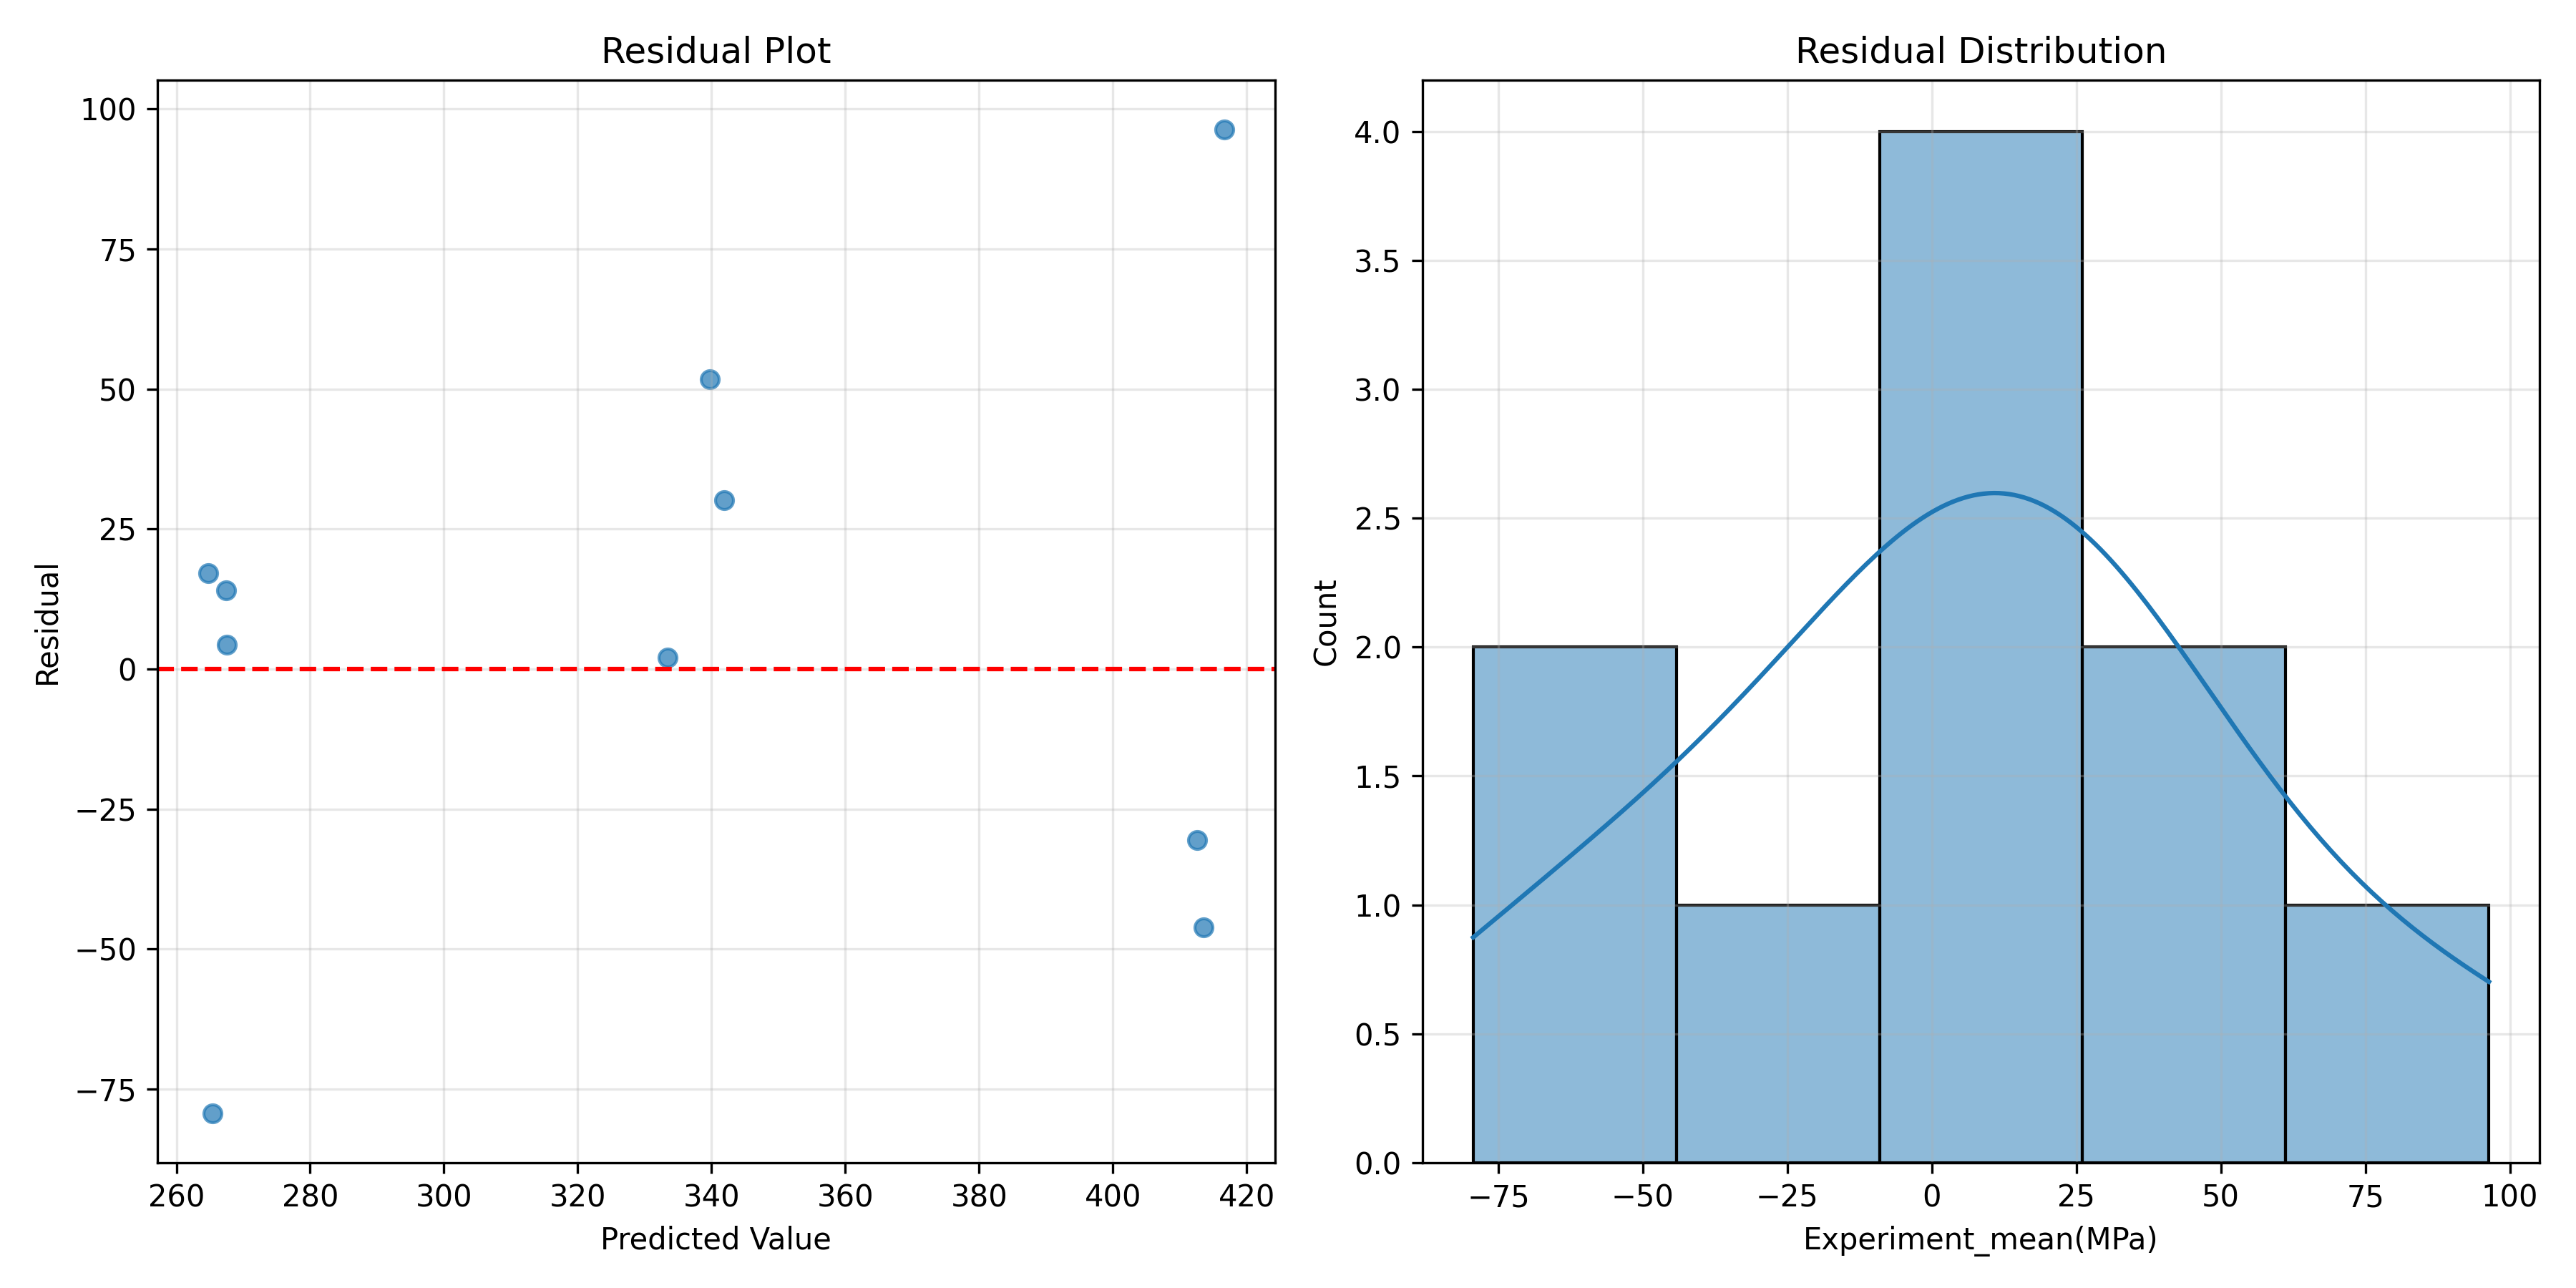 Residual Plot
100
75
50
25
0
−25
−50
−75
Residual
260 280 300 320 340 360 380 400 420
Predicted Value
Residual Distribution
4.0
3.5
3.0
2.5
2.0
1.5
1.0
0.5
0.0
Count
−75 −50 −25 0 25 50 75 100
Experiment_mean(MPa)